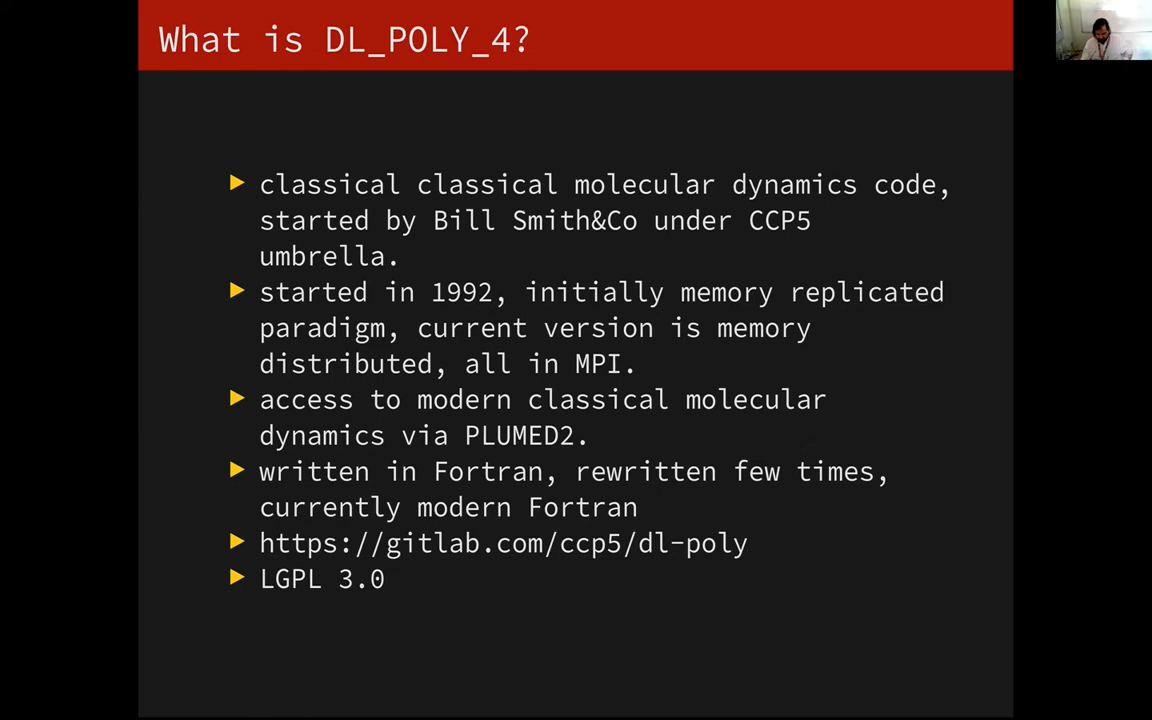 What is DL_POLY_4?
classical classical molecular dynamics code,
started by Bill Smith&Co under CCP5
umbrella.
started in 1992, initially memory replicated
paradigm, current version is memory
distributed, all in MPI.
access to modern classical molecular
dynamics via PLUMED2.
written in Fortran, rewritten few times,
currently modern Fortran
https://gitlab.com/ccp5/dl-poly
LGPL 3.0